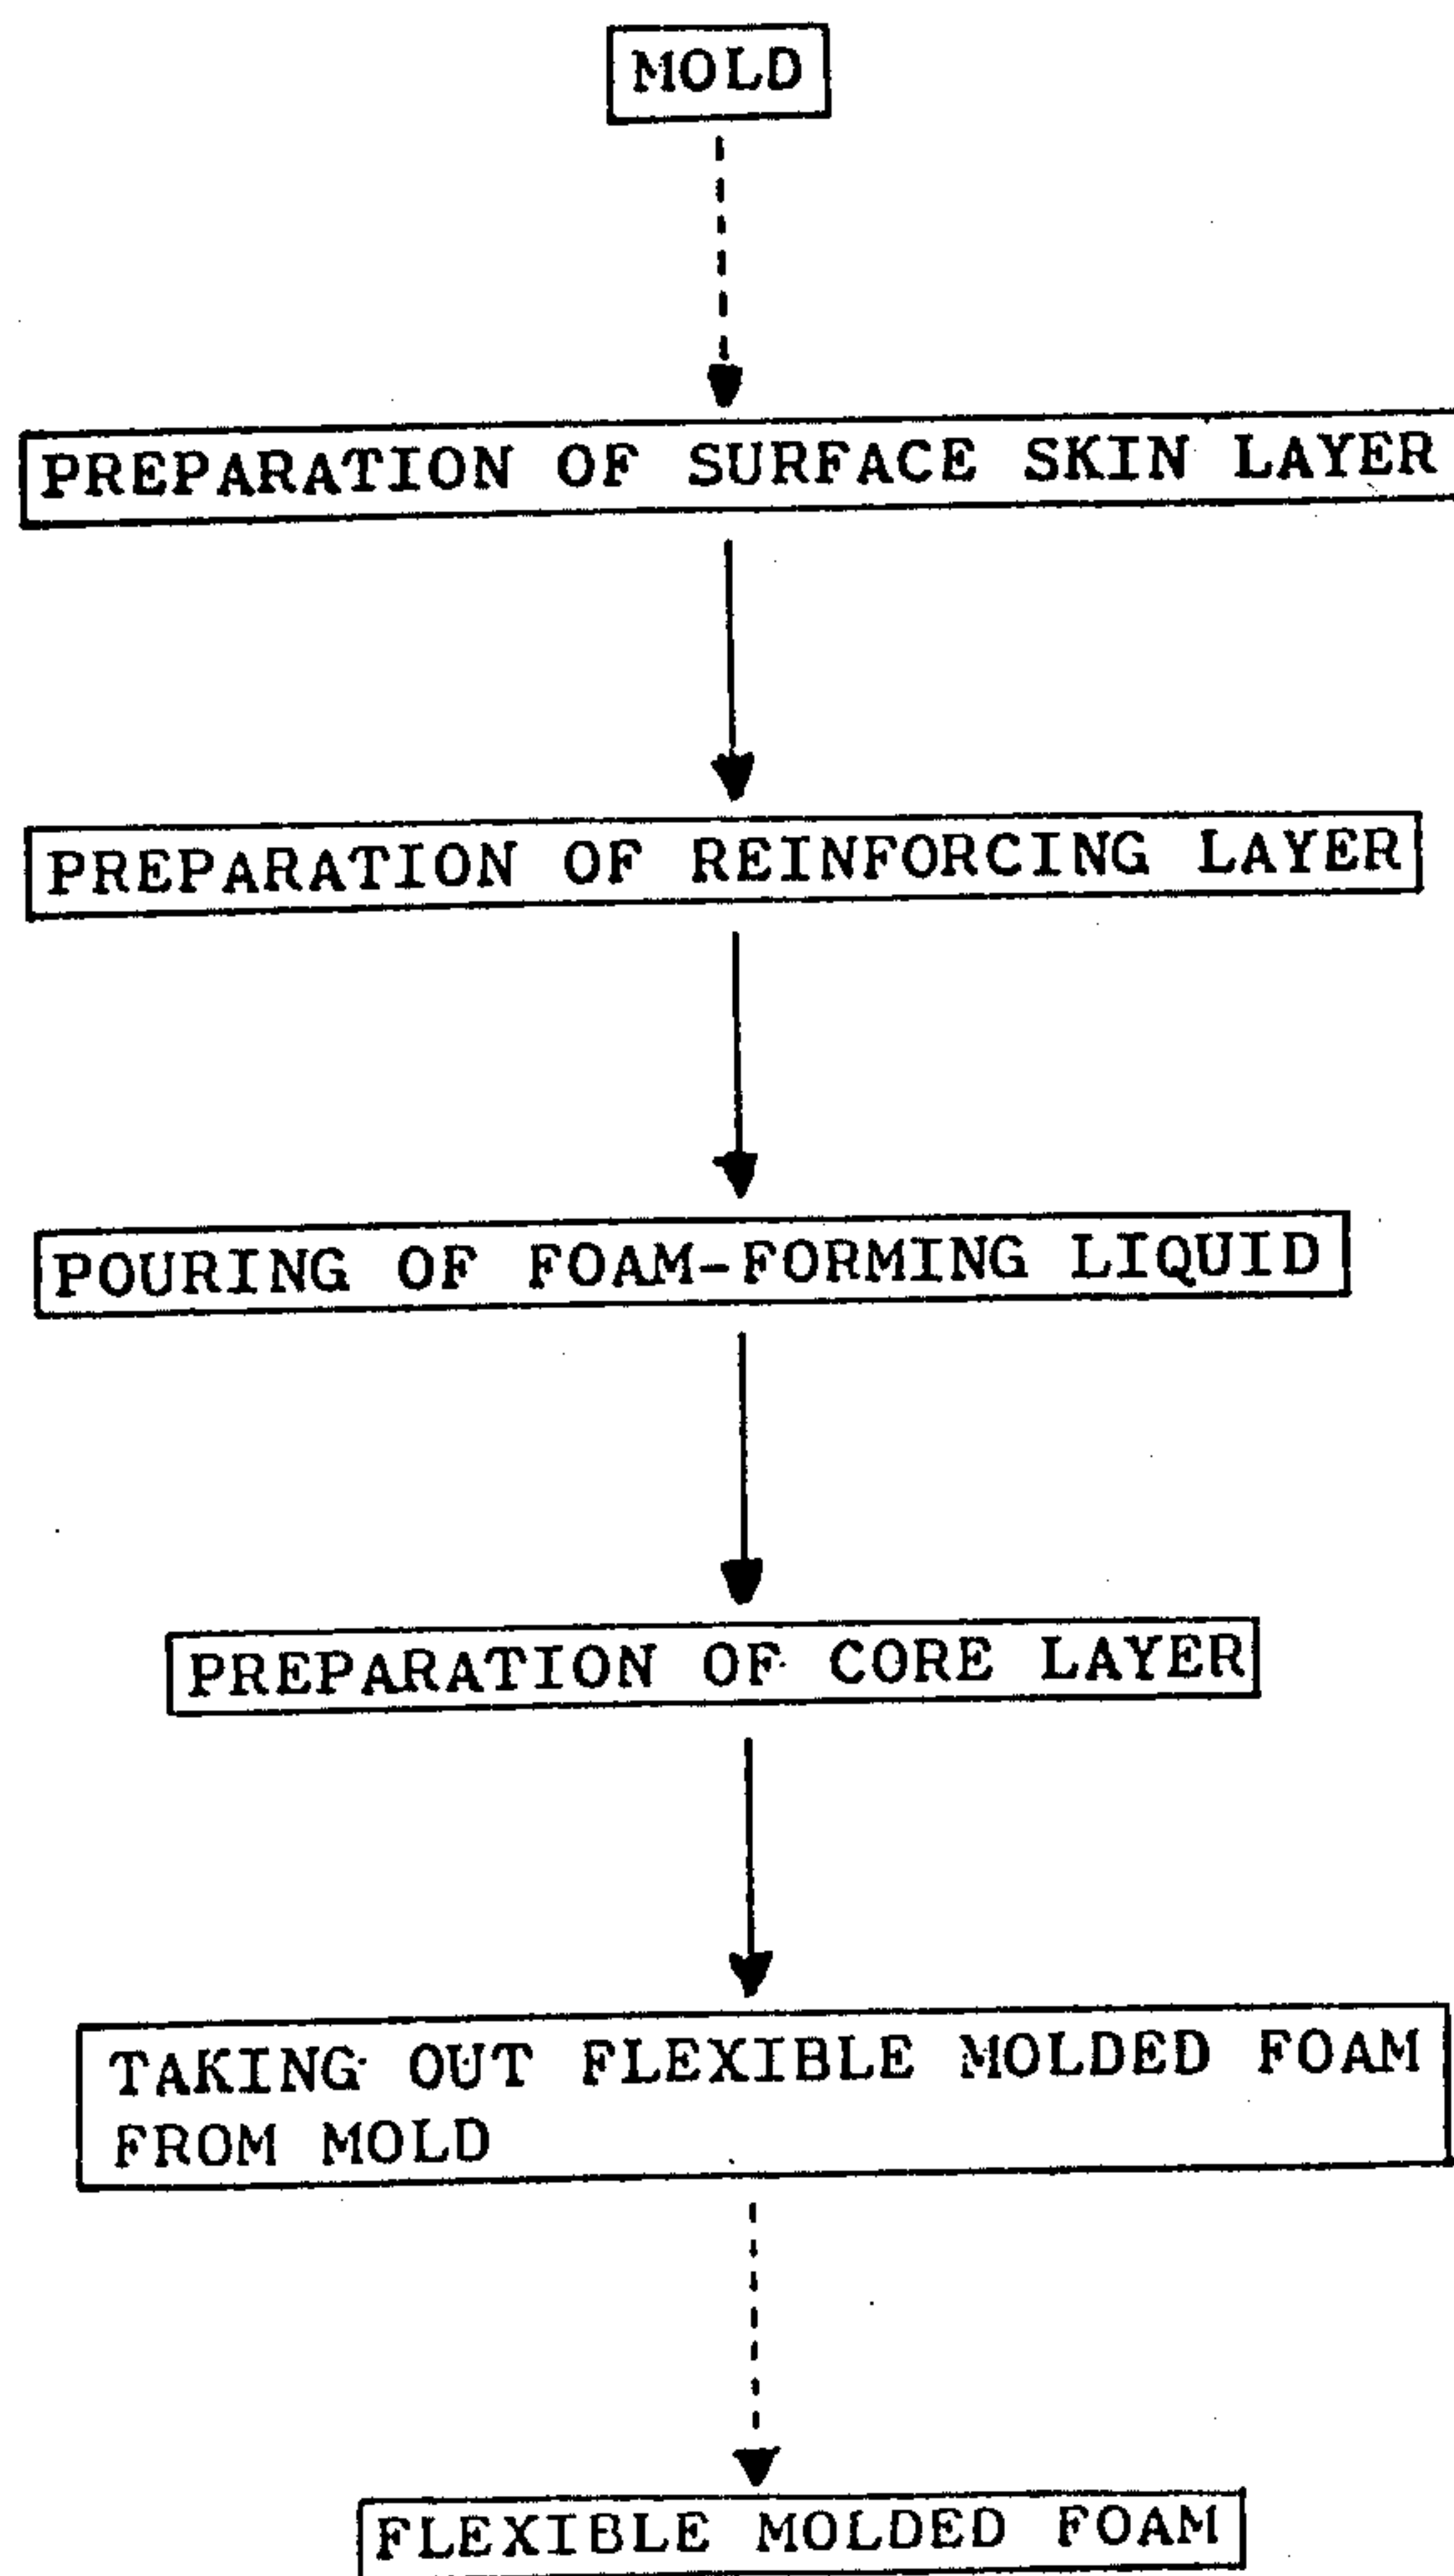 MOLD
PREPARATION OF SURFACE SKIN LAYER
PREPARATION OF REINFORCING LAYER
POURING OF FOAM-FORMING LIQUID
PREPARATION OF CORE LAYER
TAKING OUT FLEXIBLE MOLDED FOAM
FROM MOLD
FLEXIBLE MOLDED FOAM